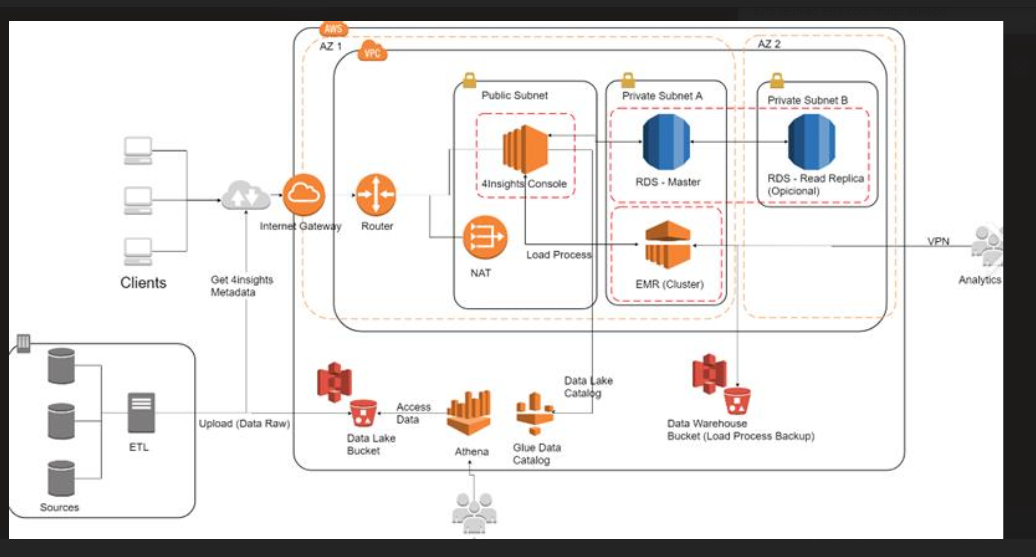 AWS
AZ 1
VPC
AZ 2
Public Subnet
Private Subnet A
Private Subnet B
4Insights Console
RDS - Master
RDS - Read Replica
(Opicional)
Internet Gateway
Router
NAT
Load Process
EMR (Cluster)
VPN
Analytics
Clients
Get 4insights
Metadata
Data Lake
Catalog
Upload (Data Raw)
Access
Data
Data Lake
Bucket
Athena
Glue Data
Catalog
Data Warehouse
Bucket (Load Process Backup)
ETL
Sources